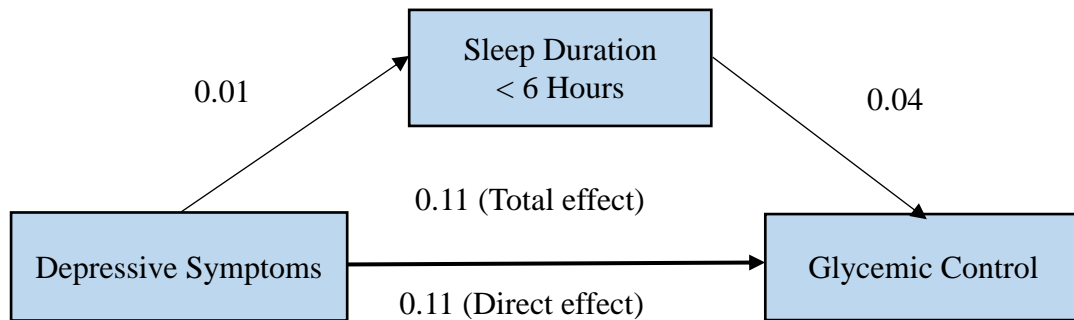 Sleep Duration
< 6 Hours
0.01
0.04
0.11 (Total effect)
Depressive Symptoms
Glycemic Control
0.11 (Direct effect)